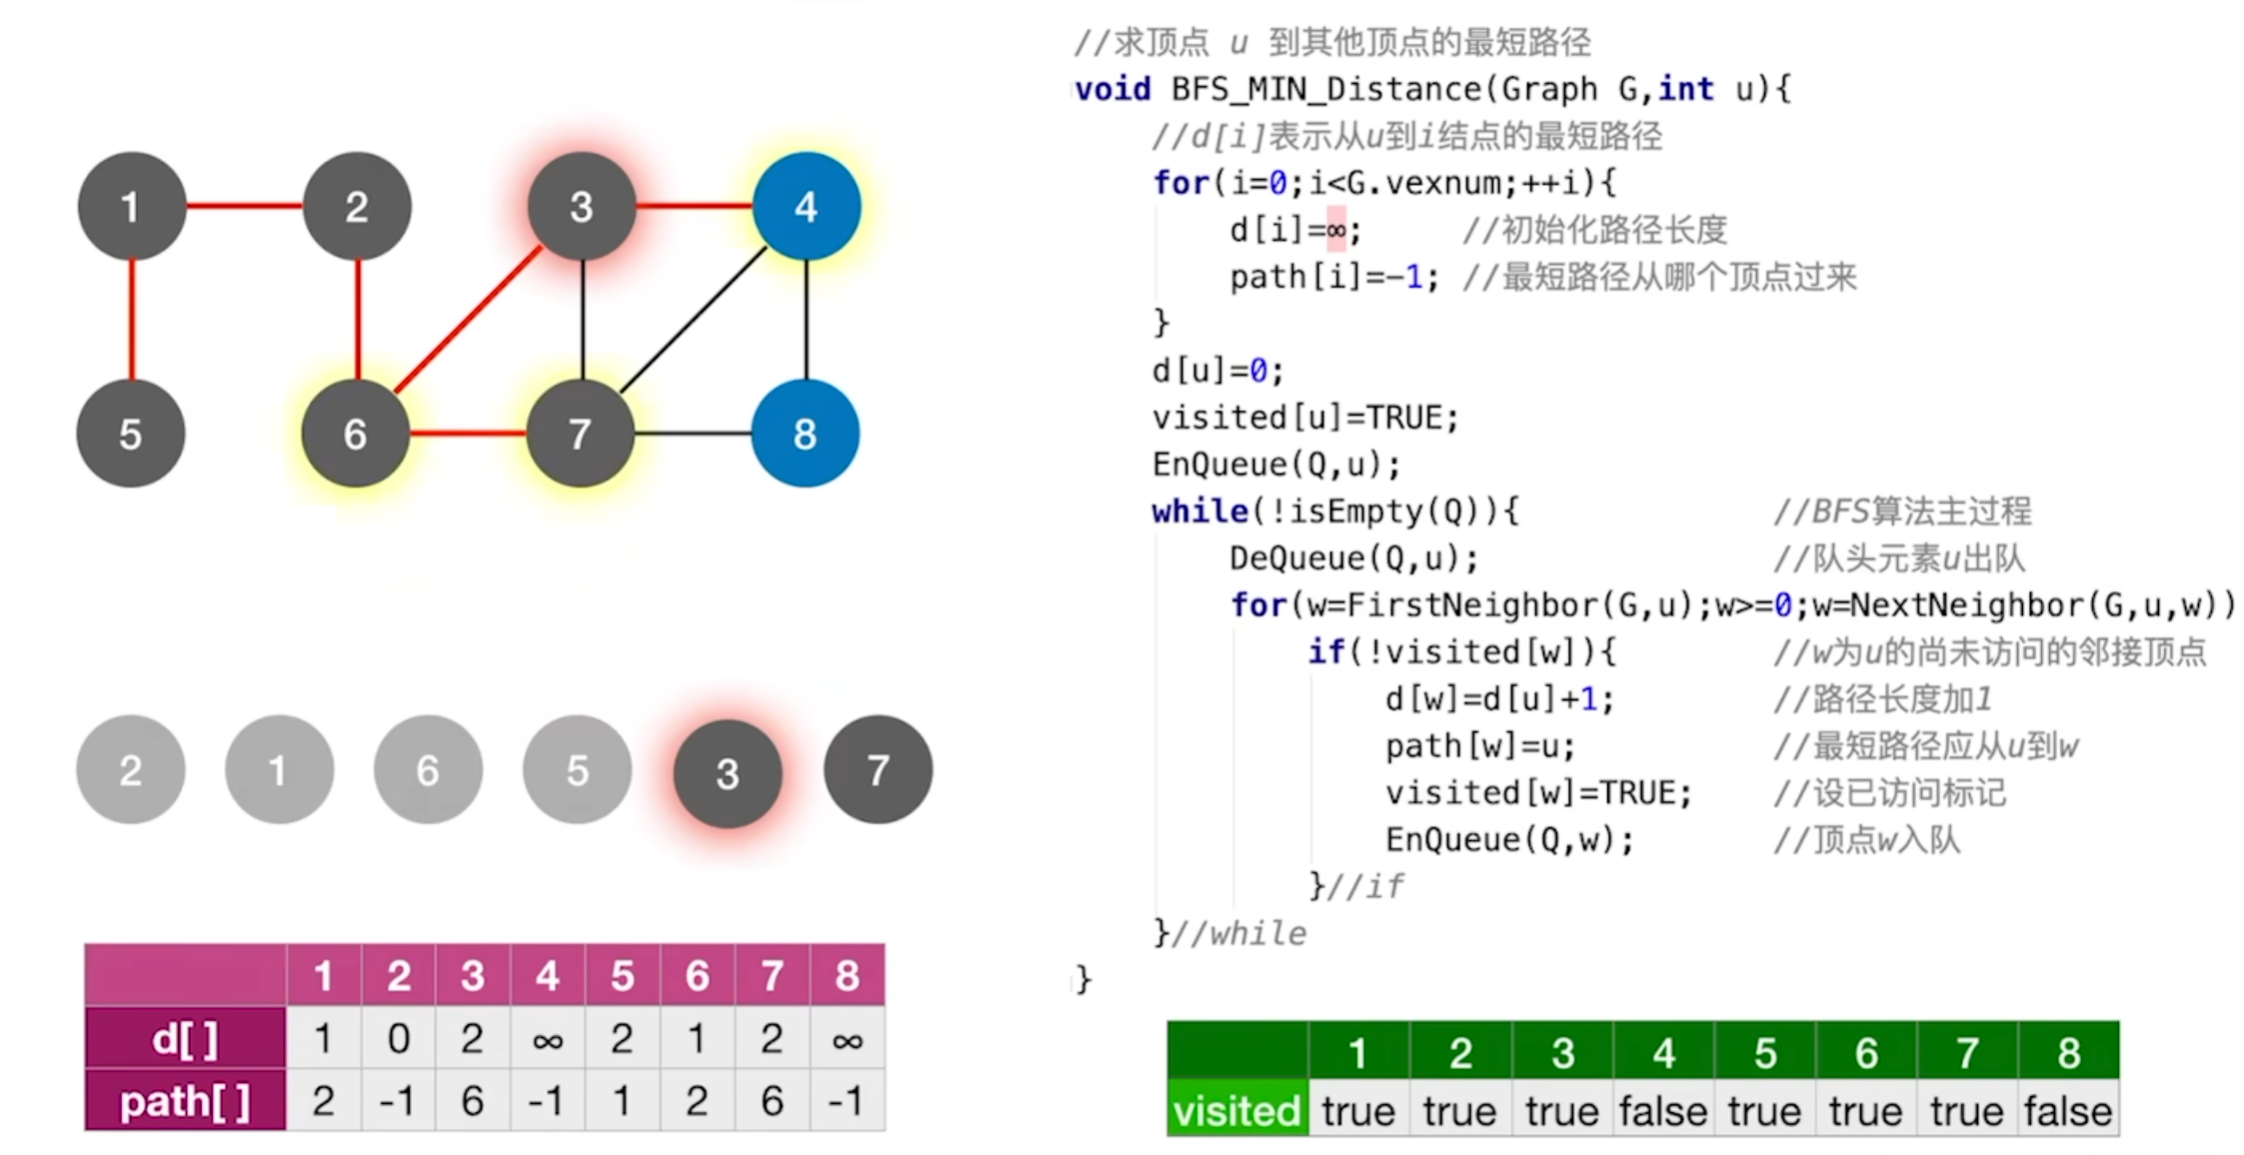 1 2 3 4
5 6 7 8
2 1 6 5 3 7
1 2 3 4 5 6 7 8
d[ ] 1 0 2 ∞ 2 1 2 ∞
path[ ] 2 -1 6 -1 1 2 6 -1
//求顶点 u 到其他顶点的最短路径
void BFS_MIN_Distance(Graph G,int u){
//d[i]表示从u到i结点的最短路径
for(i=0;i<G.vexnum;++i){
d[i]=∞; //初始化路径长度
path[i]=-1; //最短路径从哪个顶点过来
}
d[u]=0;
visited[u]=TRUE;
EnQueue(Q,u);
while(!isEmpty(Q)){ //BFS算法主过程
DeQueue(Q,u); //队头元素u出队
for(w=FirstNeighbor(G,u);w>=0;w=NextNeighbor(G,u,w))
if(!visited[w]){ //w为u的尚未访问的邻接顶点
d[w]=d[u]+1; //路径长度加1
path[w]=u; //最短路径应从u到w
visited[w]=TRUE; //设已访问标记
EnQueue(Q,w); //顶点w入队
}//if
}//while
}
1 2 3 4 5 6 7 8
visited true true true false true true true false